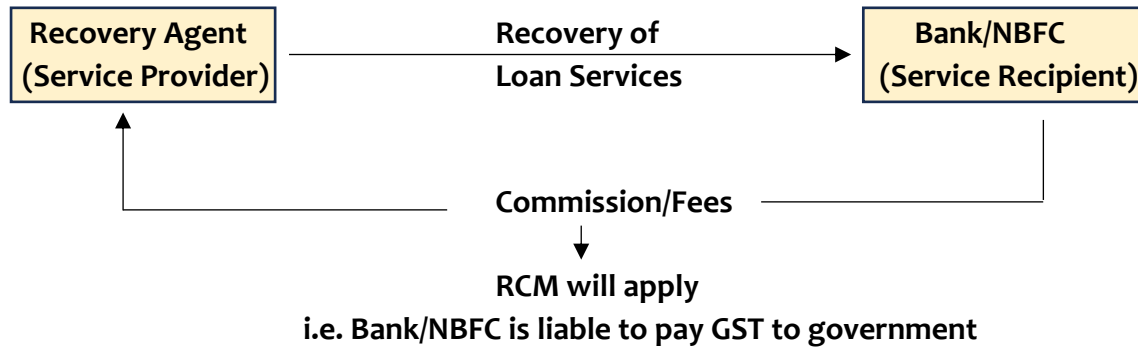 Recovery Agent
(Service Provider)
Recovery of
Loan Services
Bank/NBFC
(Service Recipient)
Commission/Fees
RCM will apply
i.e. Bank/NBFC is liable to pay GST to government